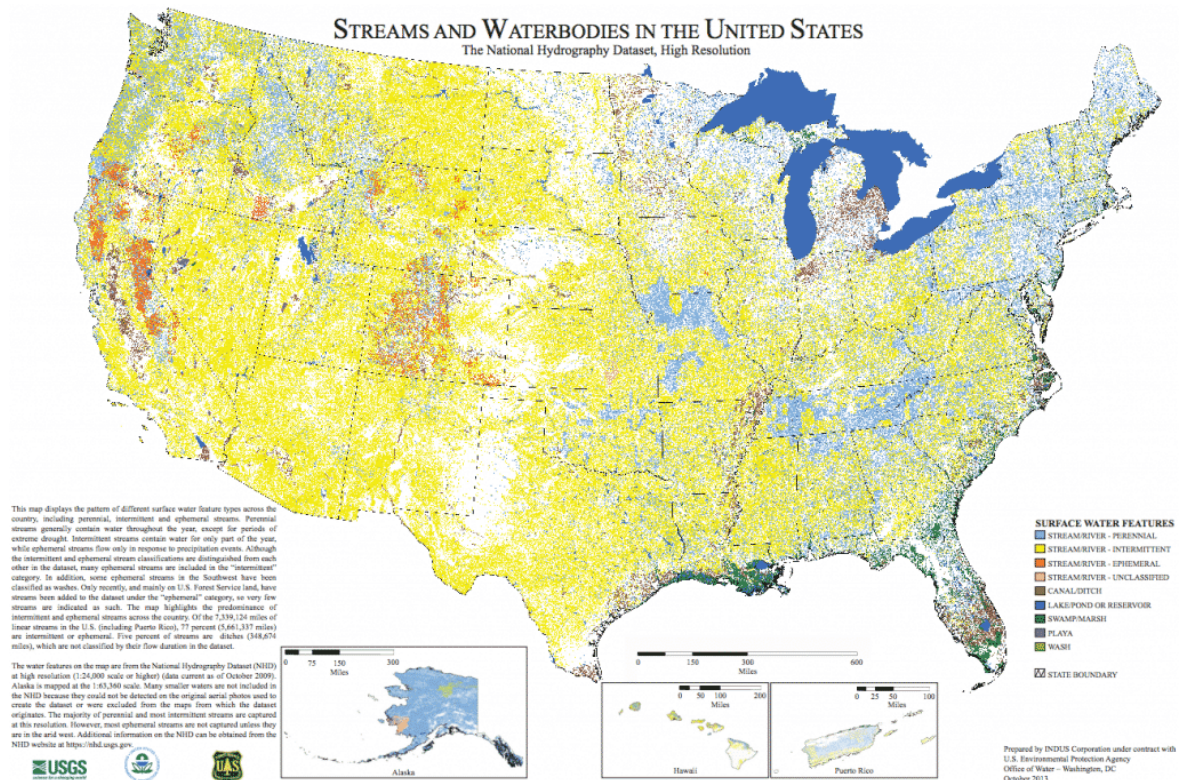 STREAMS AND WATERBODIES IN THE UNITED STATES
The National Hydrography Dataset, High Resolution
This map displays the pattern of different surface water feature types across the
country, including perennial, intermittent and ephemeral streams. Perennial
streams generally contain water throughout the year, except for periods of
extreme drought. Intermittent streams contain water for only part of the year,
while ephemeral streams flow only in response to precipitation events. Although
the intermittent and ephemeral stream classifications are distinguished from each
other in the dataset, many ephemeral streams are included in the "intermittent"
category. In addition, some ephemeral streams in the Southwest have been
classified as washes. Only recently, and mainly on U.S. Forest Service land, have
streams been added to the dataset under the "ephemeral" category, so very few
streams are indicated as such. The map highlights the predominance of
intermittent and ephemeral streams across the country. Of the 7,339,124 miles of
linear streams in the U.S. (including Puerto Rico), 77 percent (5,661,337 miles)
are intermittent or ephemeral. Five percent of streams are ditches (348,674
miles), which are not classified by their flow duration in the dataset.
The water features on the map are from the National Hydrography Dataset (NHD)
at high resolution (1:24,000 scale or higher) (data current as of October 2009).
Alaska is mapped at the 1:63,360 scale. Many smaller waters are not included in
the NHD because they could not be detected on the original aerial photos used to
create the dataset or were excluded from the maps from which the dataset
originates. The majority of perennial and most intermittent streams are captured
at this resolution. However, most ephemeral streams are not captured unless they
are in the arid west. Additional information on the NHD can be obtained from the
NHD website at https://nhd.usgs.gov.
USGS
science for a changing world
SURFACE WATER FEATURES
STREAM/RIVER - PERENNIAL
STREAM/RIVER - INTERMITTENT
STREAM/RIVER - EPHEMERAL
STREAM/RIVER - UNCLASSIFIED
CANAL/DITCH
LAKE/POND OR RESERVOIR
SWAMP/MARSH
PLAYA
WASH
STATE BOUNDARY
0 150 300 600
Miles
0 75 150 300
Miles
Alaska
0 50 100 200
Miles
Hawaii
0 25 50 100
Miles
Puerto Rico
Prepared by INDUS Corporation under contract with
U.S. Environmental Protection Agency
Office of Water – Washington, DC
October 2013